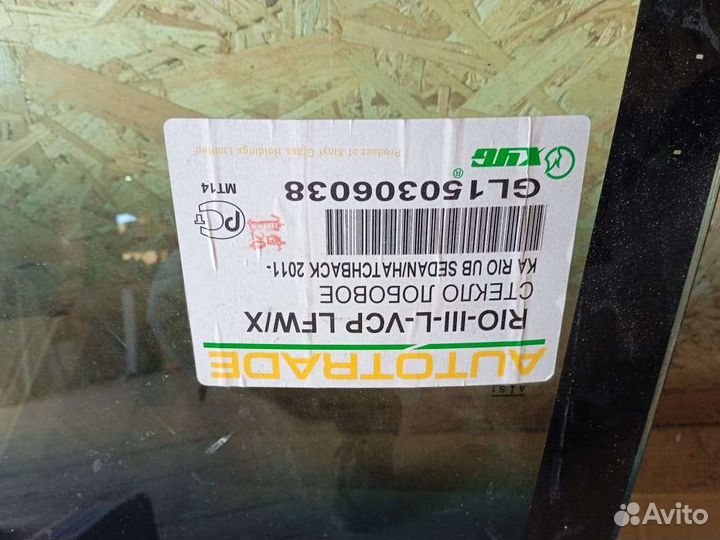 AUTOTRADE
RIO-III-L-VCP LFW/X
СТЕКЛО ЛОБОВОЕ
KA RIO UB SEDAN/HATCHBACK 2011-
GL150306038
MT14
XYG ®
Product of Xinyi Glass Holdings Limited
Avito